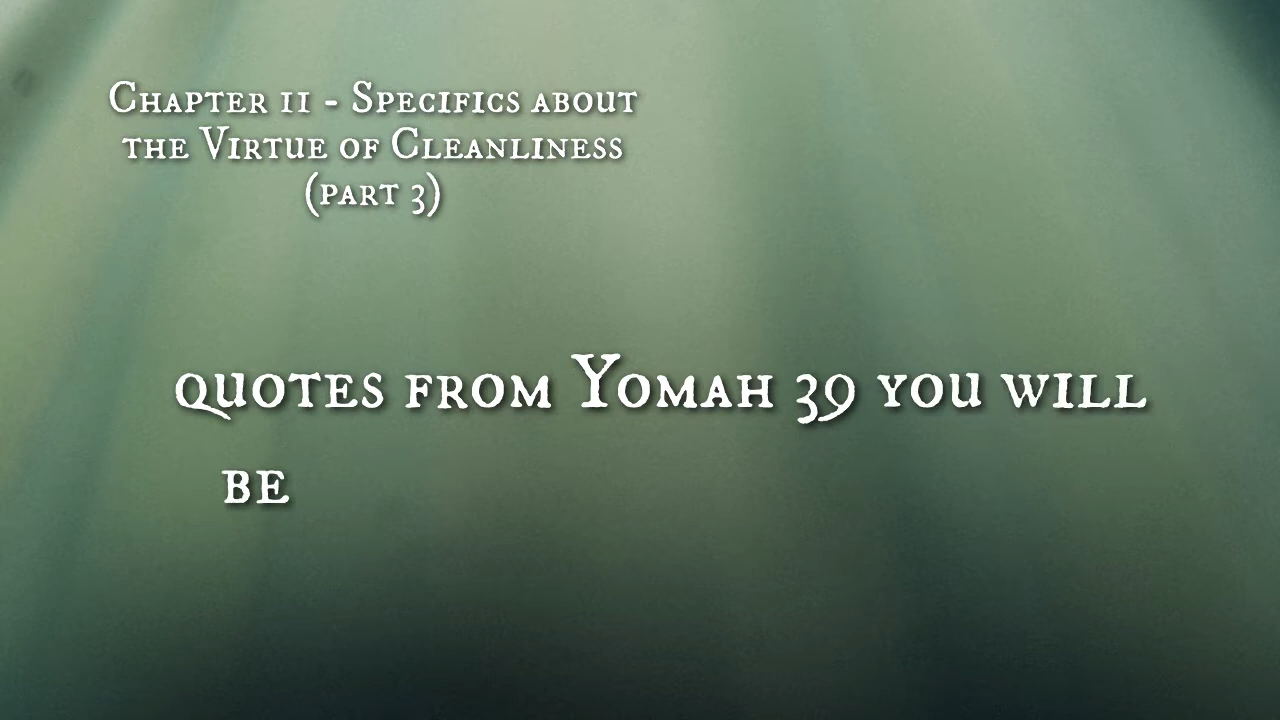 Chapter 11 - Specifics about
the Virtue of Cleanliness
(part 3)
quotes from Yomah 39 you will
be